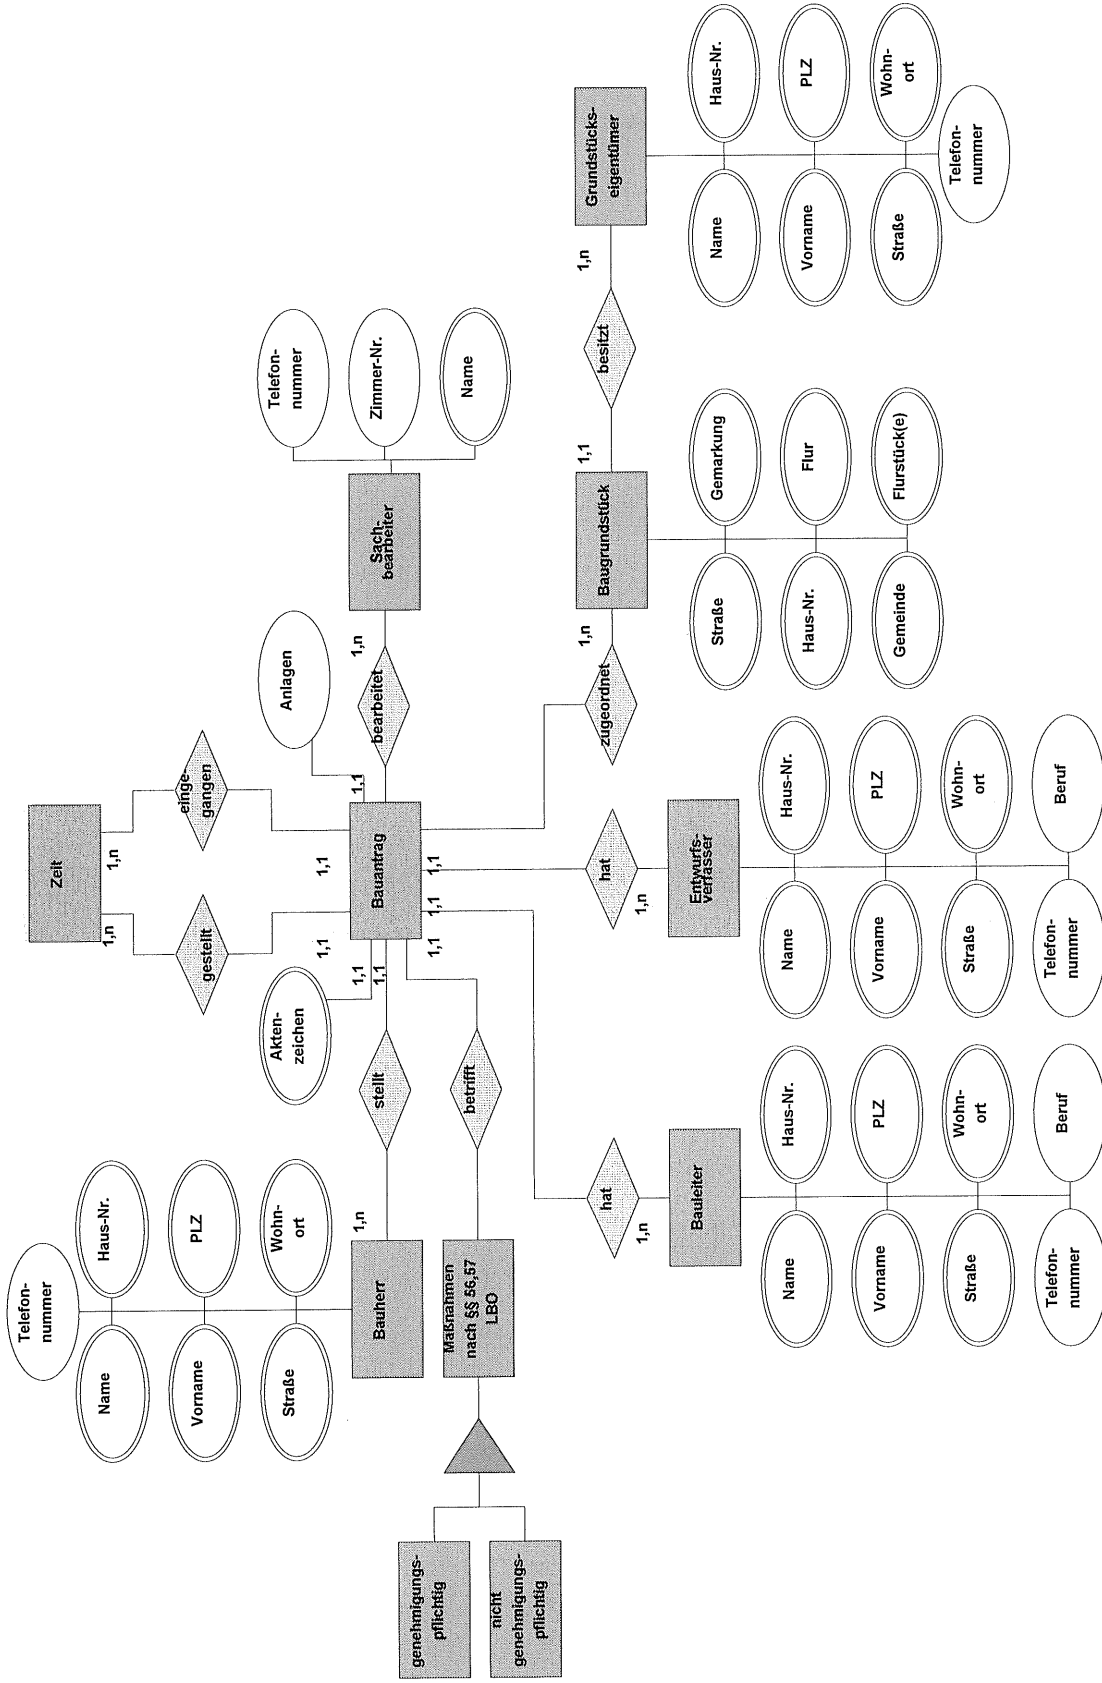 Telefon-
nummer
Name
Haus-Nr.
Vorname
PLZ
Straße
Wohn-
ort
Bauherr
1,n
stellt
1,1
1,1
Akten-
zeichen
Zeit
1,n
1,n
gestellt
einge-
gangen
1,1
1,1
Bauantrag
Anlagen
1,1
bearbeitet
1,n
Sach-
bearbeiter
Telefon-
nummer
Zimmer-Nr.
Name
Maßnahmen
nach §§ 56,57
LBO
betrifft
1,1
1,1
1,1
genehmigungs-
pflichtig
nicht
genehmigungs-
pflichtig
hat
1,n
Bauleiter
Name
Haus-Nr.
Vorname
PLZ
Straße
Wohn-
ort
Telefon-
nummer
Beruf
hat
1,n
Entwurfs-
verfasser
Name
Haus-Nr.
Vorname
PLZ
Straße
Wohn-
ort
Telefon-
nummer
Beruf
zugeordnet
1,n
Baugrundstück
Straße
Gemarkung
Haus-Nr.
Flur
Gemeinde
Flurstück(e)
1,1
besitzt
1,n
Grundstücks-
eigentümer
Name
Haus-Nr.
Vorname
PLZ
Straße
Wohn-
ort
Telefon-
nummer